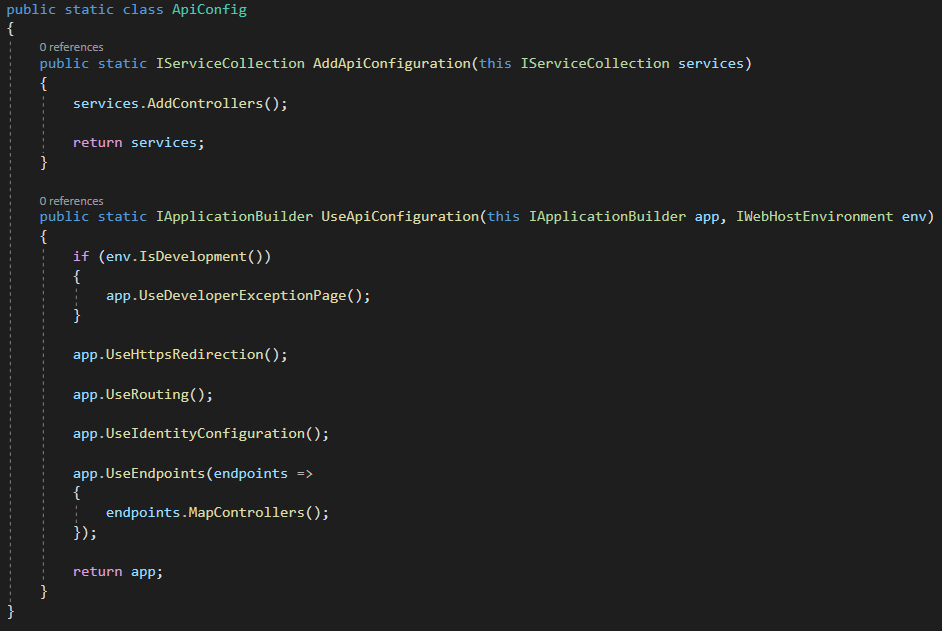 public static class ApiConfig
{
0 references
public static IServiceCollection AddApiConfiguration(this IServiceCollection services)
{
services.AddControllers();
return services;
}
0 references
public static IApplicationBuilder UseApiConfiguration(this IApplicationBuilder app, IWebHostEnvironment env)
{
if (env.IsDevelopment())
{
app.UseDeveloperExceptionPage();
}
app.UseHttpsRedirection();
app.UseRouting();
app.UseIdentityConfiguration();
app.UseEndpoints(endpoints =>
{
endpoints.MapControllers();
});
return app;
}
}